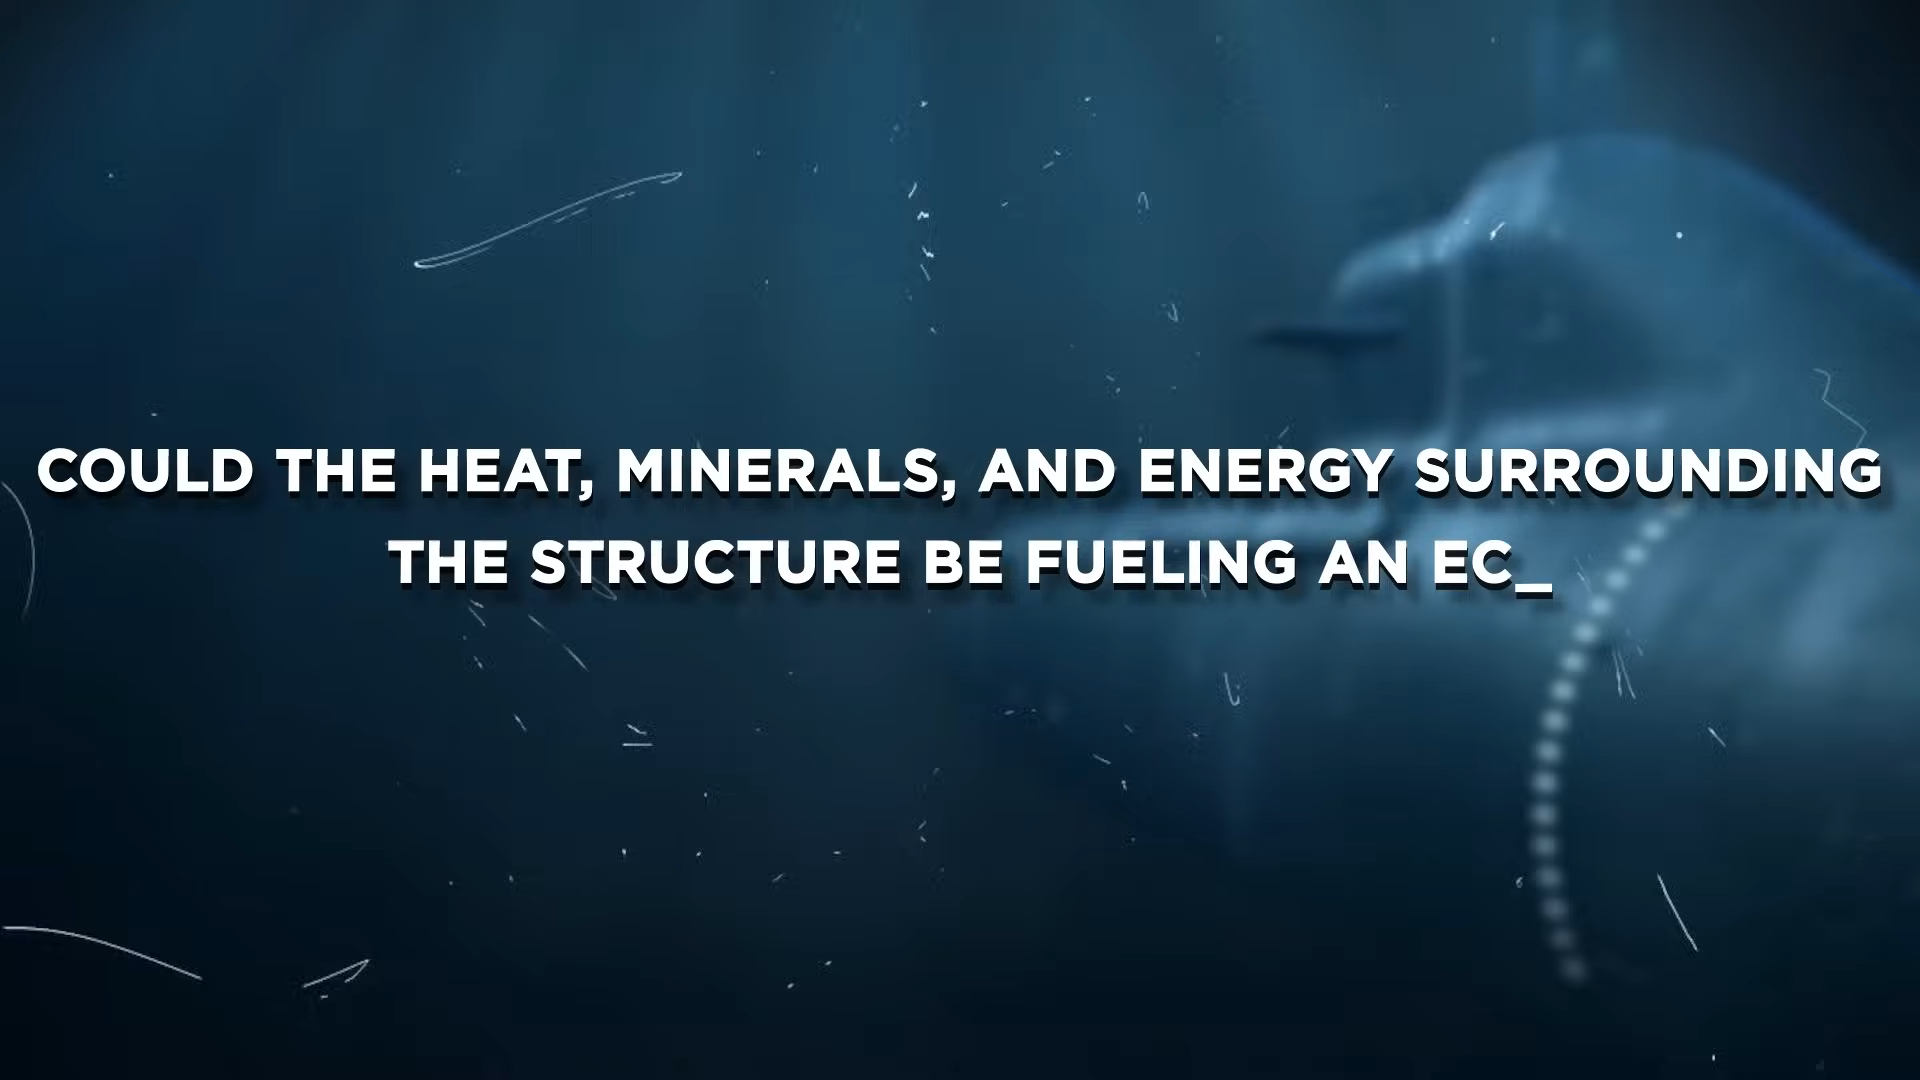 COULD THE HEAT, MINERALS, AND ENERGY SURROUNDING
THE STRUCTURE BE FUELING AN EC_